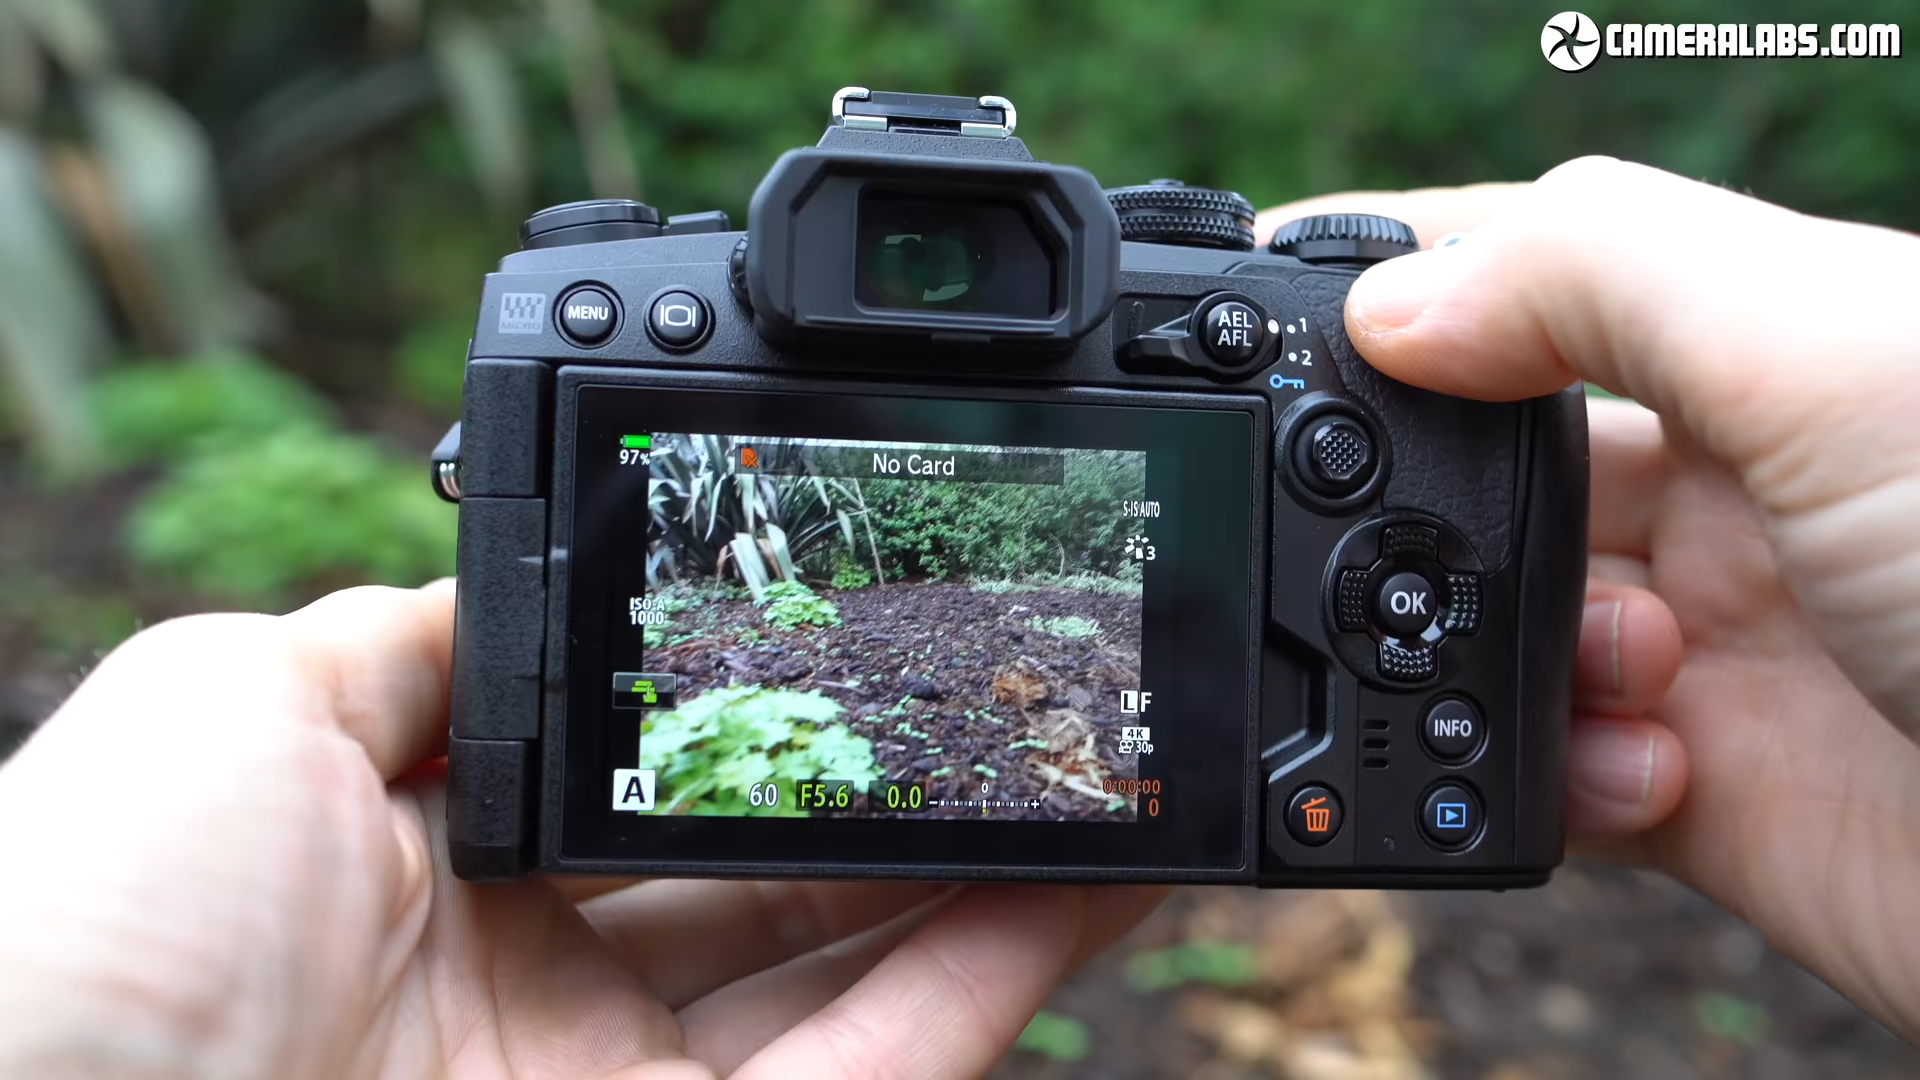 CAMERALABS.COM
MICRO
MENU
AEL
AFL
1
2
97%
No Card
S-IS AUTO
3
ISO-A
1000
OK
L F
4K
30p
INFO
A
60
F5.6
0.0
0
- +
0:00:00
0